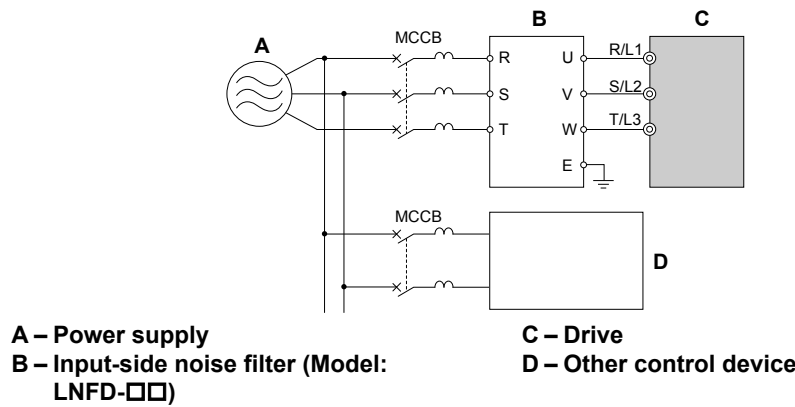 B
C
A
MCCB
R
U
R/L1
S
V
S/L2
T
W
T/L3
E
MCCB
D
A – Power supply
B – Input-side noise filter (Model:
LNFD-□□)
C – Drive
D – Other control device